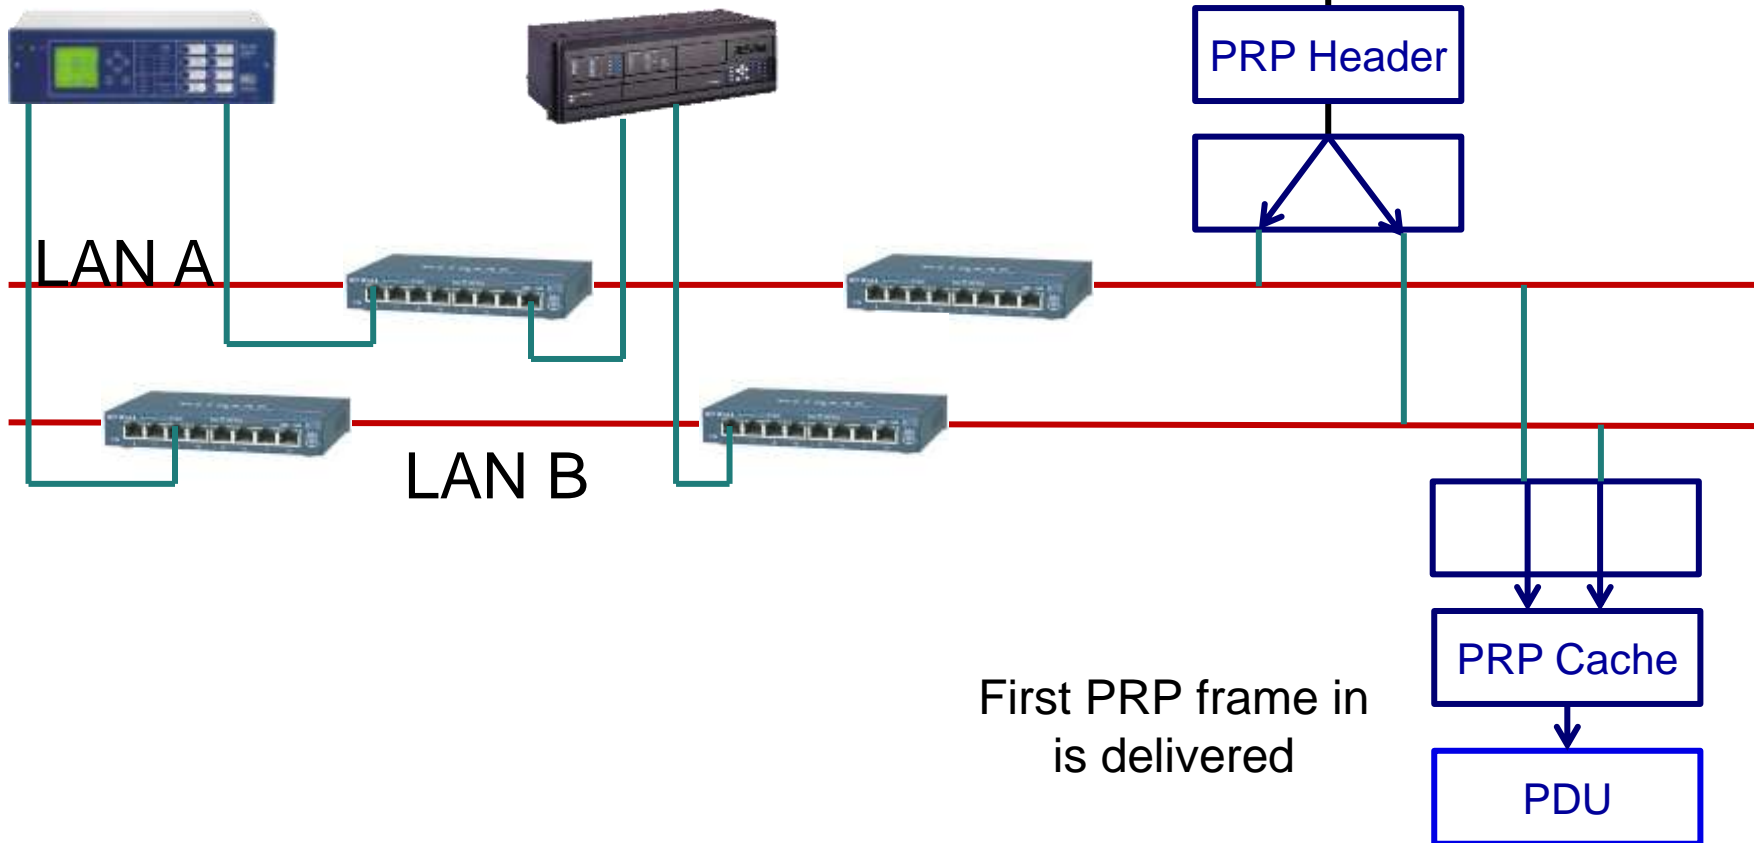 PRP Header
LAN A
LAN B
PRP Cache
First PRP frame in
is delivered
PDU